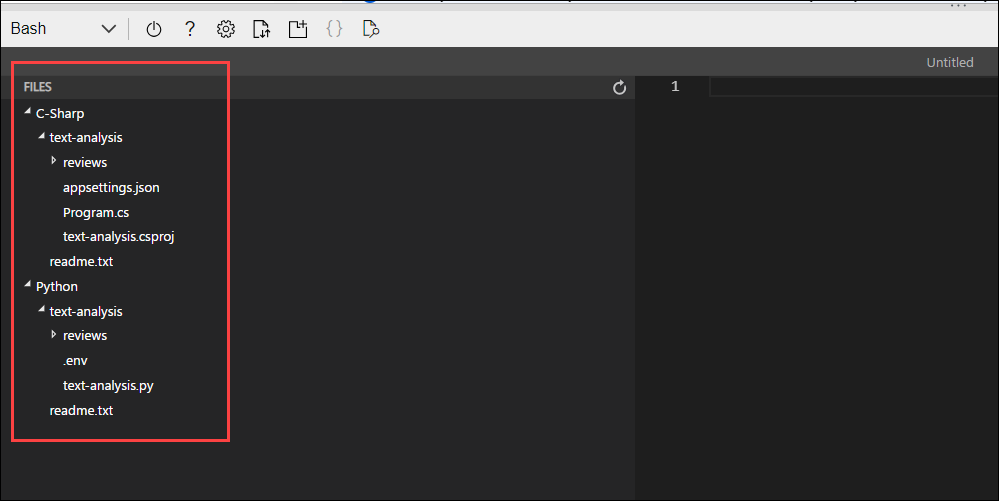 Bash
?
{ }
Untitled
FILES
1
C-Sharp
text-analysis
reviews
appsettings.json
Program.cs
text-analysis.csproj
readme.txt
Python
text-analysis
reviews
.env
text-analysis.py
readme.txt